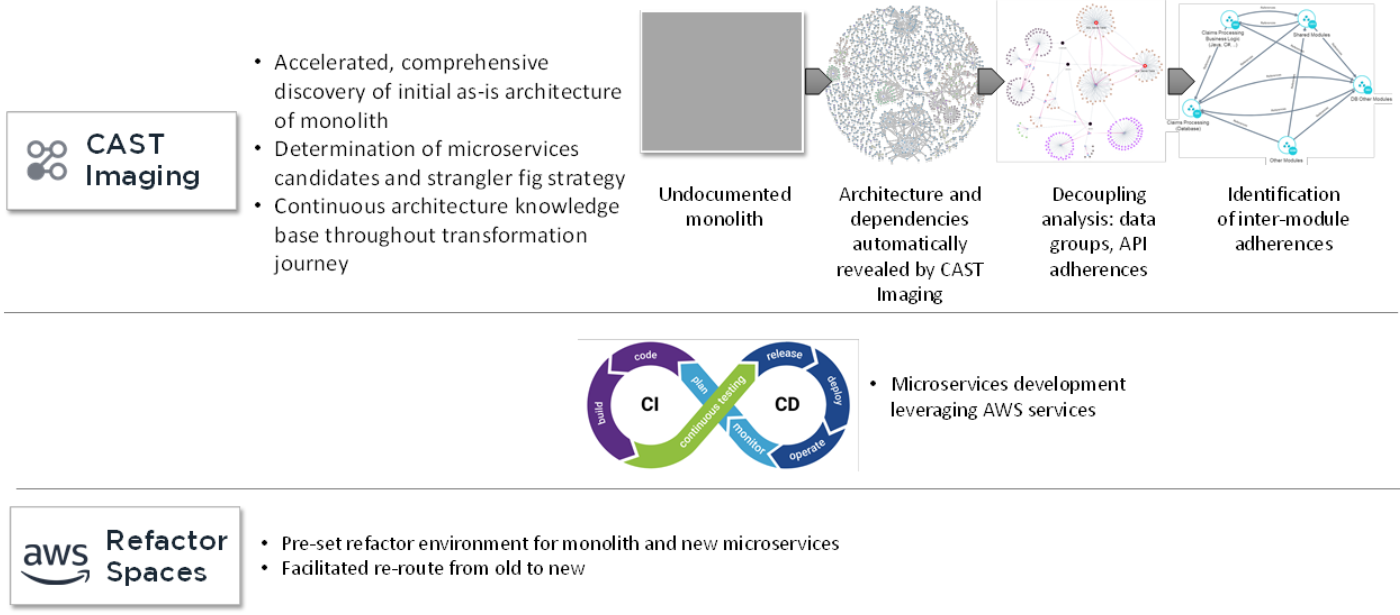 CAST
Imaging
• Accelerated, comprehensive
discovery of initial as-is architecture
of monolith
• Determination of microservices
candidates and strangler fig strategy
• Continuous architecture knowledge
base throughout transformation
journey
Undocumented
monolith
Architecture and
dependencies
automatically
revealed by CAST
Imaging
Decoupling
analysis: data
groups, API
adherences
Claims Processing
Business Logic
Shared Modules
DB Other Modules
Claims Processing
(Database)
Other Modules
Identification
of inter-module
adherences
code
build
plan
continuous testing
monitor
release
deploy
operate
CI
CD
• Microservices development
leveraging AWS services
aws
Refactor
Spaces
• Pre-set refactor environment for monolith and new microservices
• Facilitated re-route from old to new